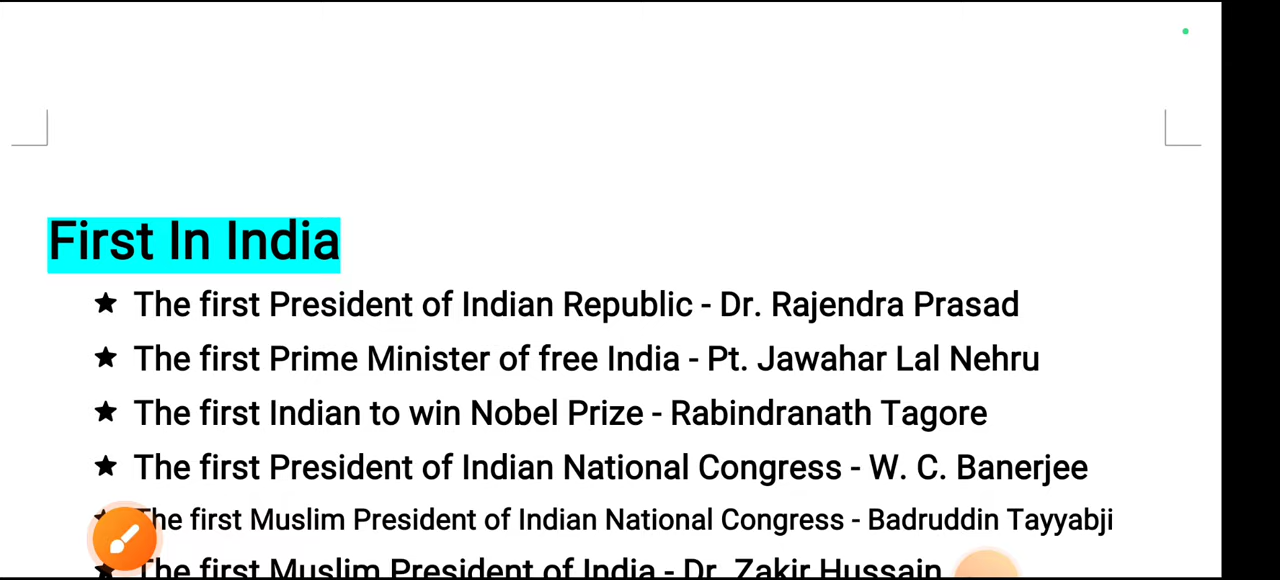 First In India
★ The first President of Indian Republic - Dr. Rajendra Prasad
★ The first Prime Minister of free India - Pt. Jawahar Lal Nehru
★ The first Indian to win Nobel Prize - Rabindranath Tagore
★ The first President of Indian National Congress - W. C. Banerjee
★ The first Muslim President of Indian National Congress - Badruddin Tayyabji
★ The first Muslim President of India - Dr. Zakir Hussain